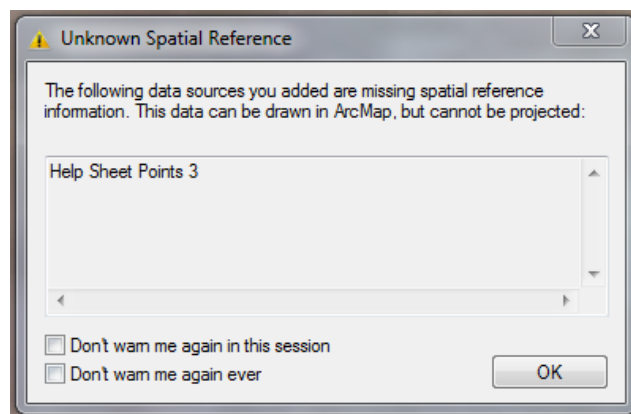 Unknown Spatial Reference
The following data sources you added are missing spatial reference
information. This data can be drawn in ArcMap, but cannot be projected:
Help Sheet Points 3
Don't warn me again in this session
Don't warn me again ever
OK